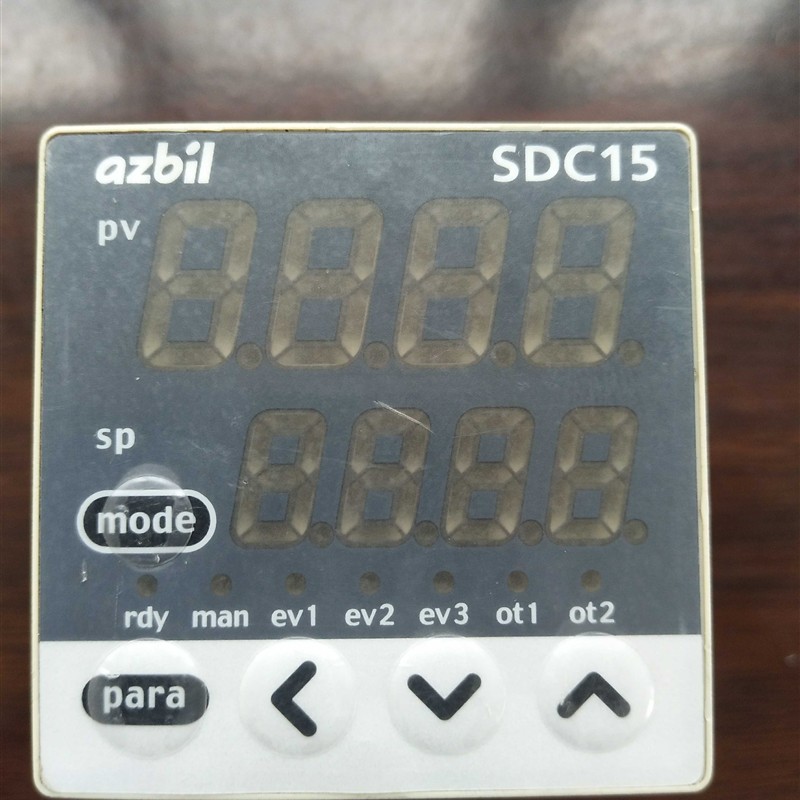 azbil SDC15
pv
sp
mode
rdy man ev1 ev2 ev3 ot1 ot2
para